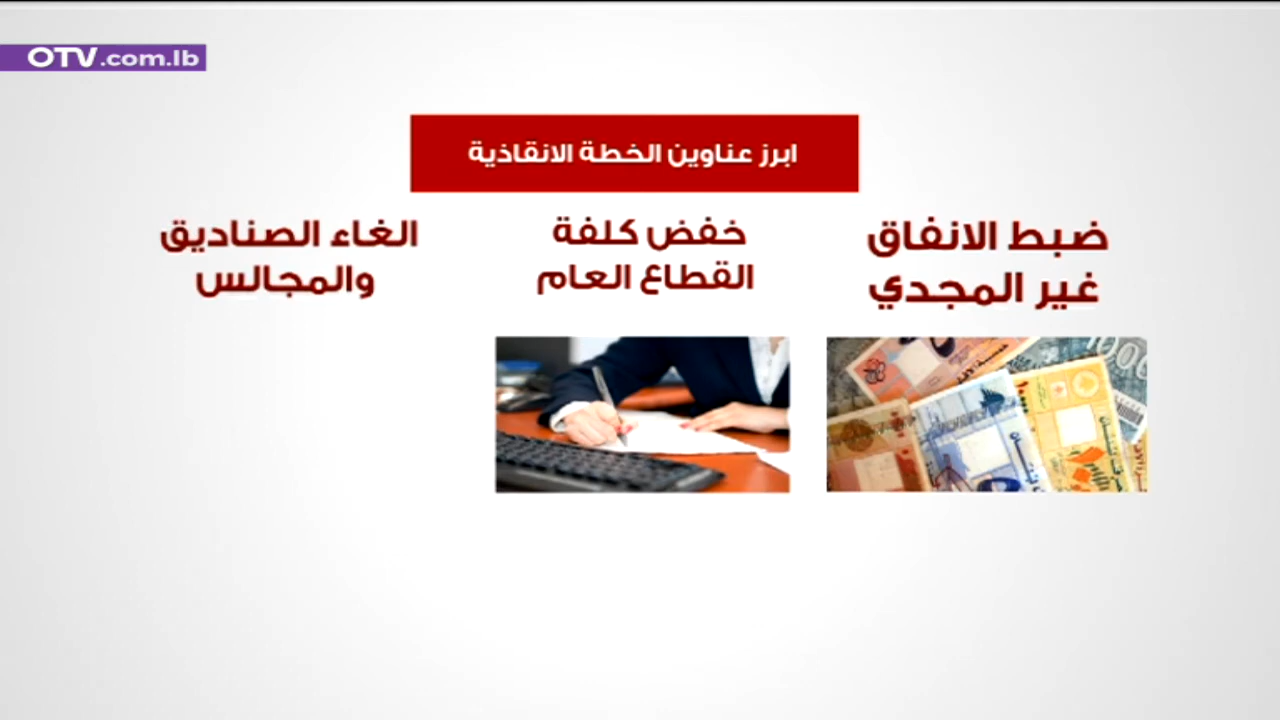 OTV.com.lb
ابرز عناوين الخطة الانقاذية
ضبط الانفاق
غير المجدي
خفض كلفة
القطاع العام
الغاء الصناديق
والمجالس